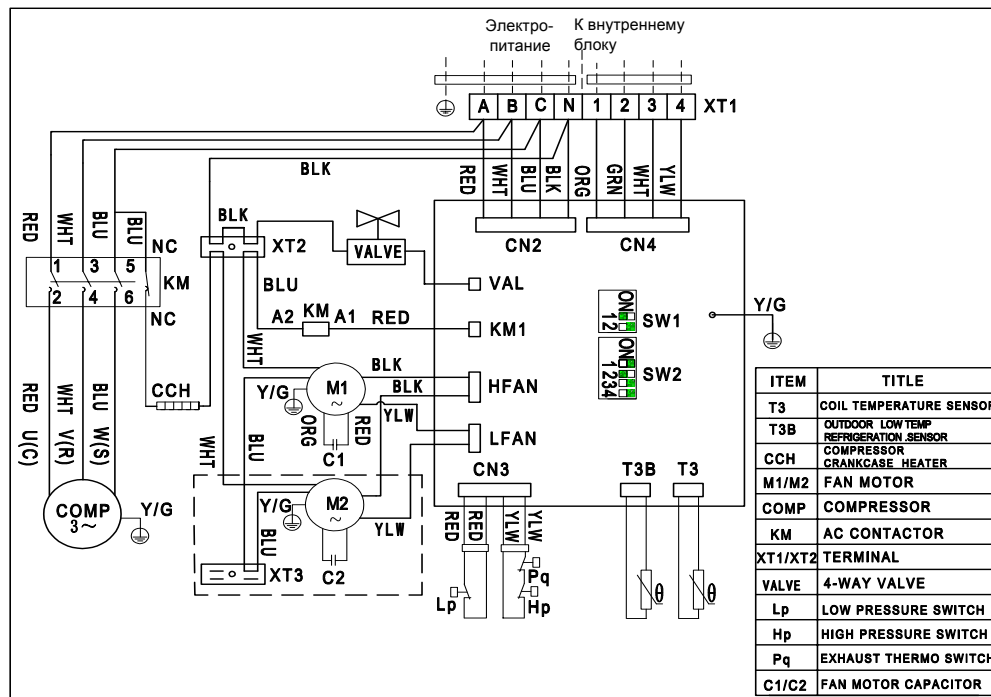 Электро-
питание
К внутреннему
блоку
A B C N 1 2 3 4 XT1
BLK
RED WHT BLU BLK ORG GRN WHT YLW
CN2 CN4
RED WHT BLU BLU NC
1 3 5 KM
2 4 6
NC
BLK
XT2
VALVE
VAL
BLU
A2 KM A1 RED KM1
ON
12
SW1
ON
1234
SW2
Y/G
WHT
CCH
Y/G M1 ~ BLK
BLK HFAN
YLW
ORG RED
C1
LFAN
RED U(C)
WHT V(R)
BLU W(S)
WHT BLU
COMP
3~
Y/G
Y/G M2 ~
YLW
BLU
C2
XT3
CN3 T3B T3
RED RED YLW YLW
Lp
Pq
Hp
θ θ
ITEM TITLE
T3 COIL TEMPERATURE SENSOR
T3B OUTDOOR LOW TEMP
REFRIGERATION .SENSOR
CCH COMPRESSOR
CRANKCASE HEATER
M1/M2 FAN MOTOR
COMP COMPRESSOR
KM AC CONTACTOR
XT1/XT2 TERMINAL
VALVE 4-WAY VALVE
Lp LOW PRESSURE SWITCH
Hp HIGH PRESSURE SWITCH
Pq EXHAUST THERMO SWITCH
C1/C2 FAN MOTOR CAPACITOR